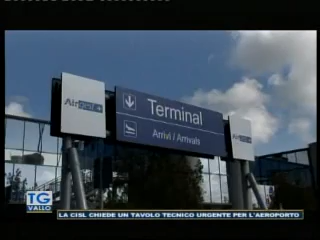 Terminal
Arrivi / Arrivals
TG
VALLO
LA CISL CHIEDE UN TAVOLO TECNICO URGENTE PER L'AEROPORTO